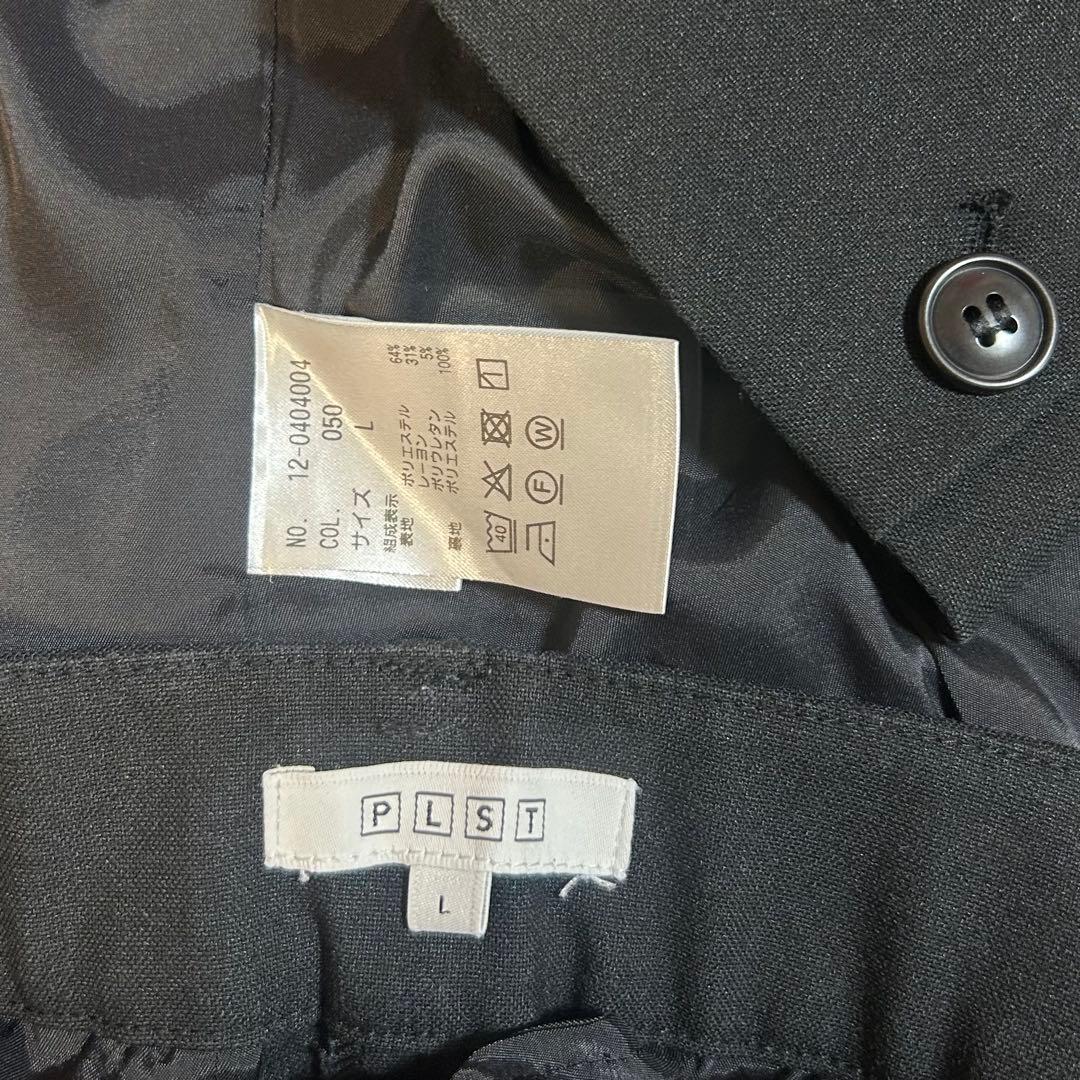 NO. 12-0404004
COL. 050
サイズ L
組成表示
表地 ポリエステル 64%
レーヨン 31%
ポリウレタン 5%
裏地 ポリエステル 100%
40
F
W
PLST
L